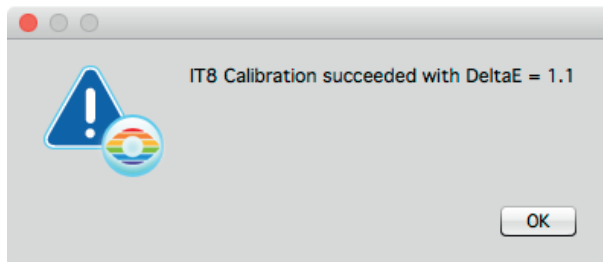 IT8 Calibration succeeded with DeltaE = 1.1
OK